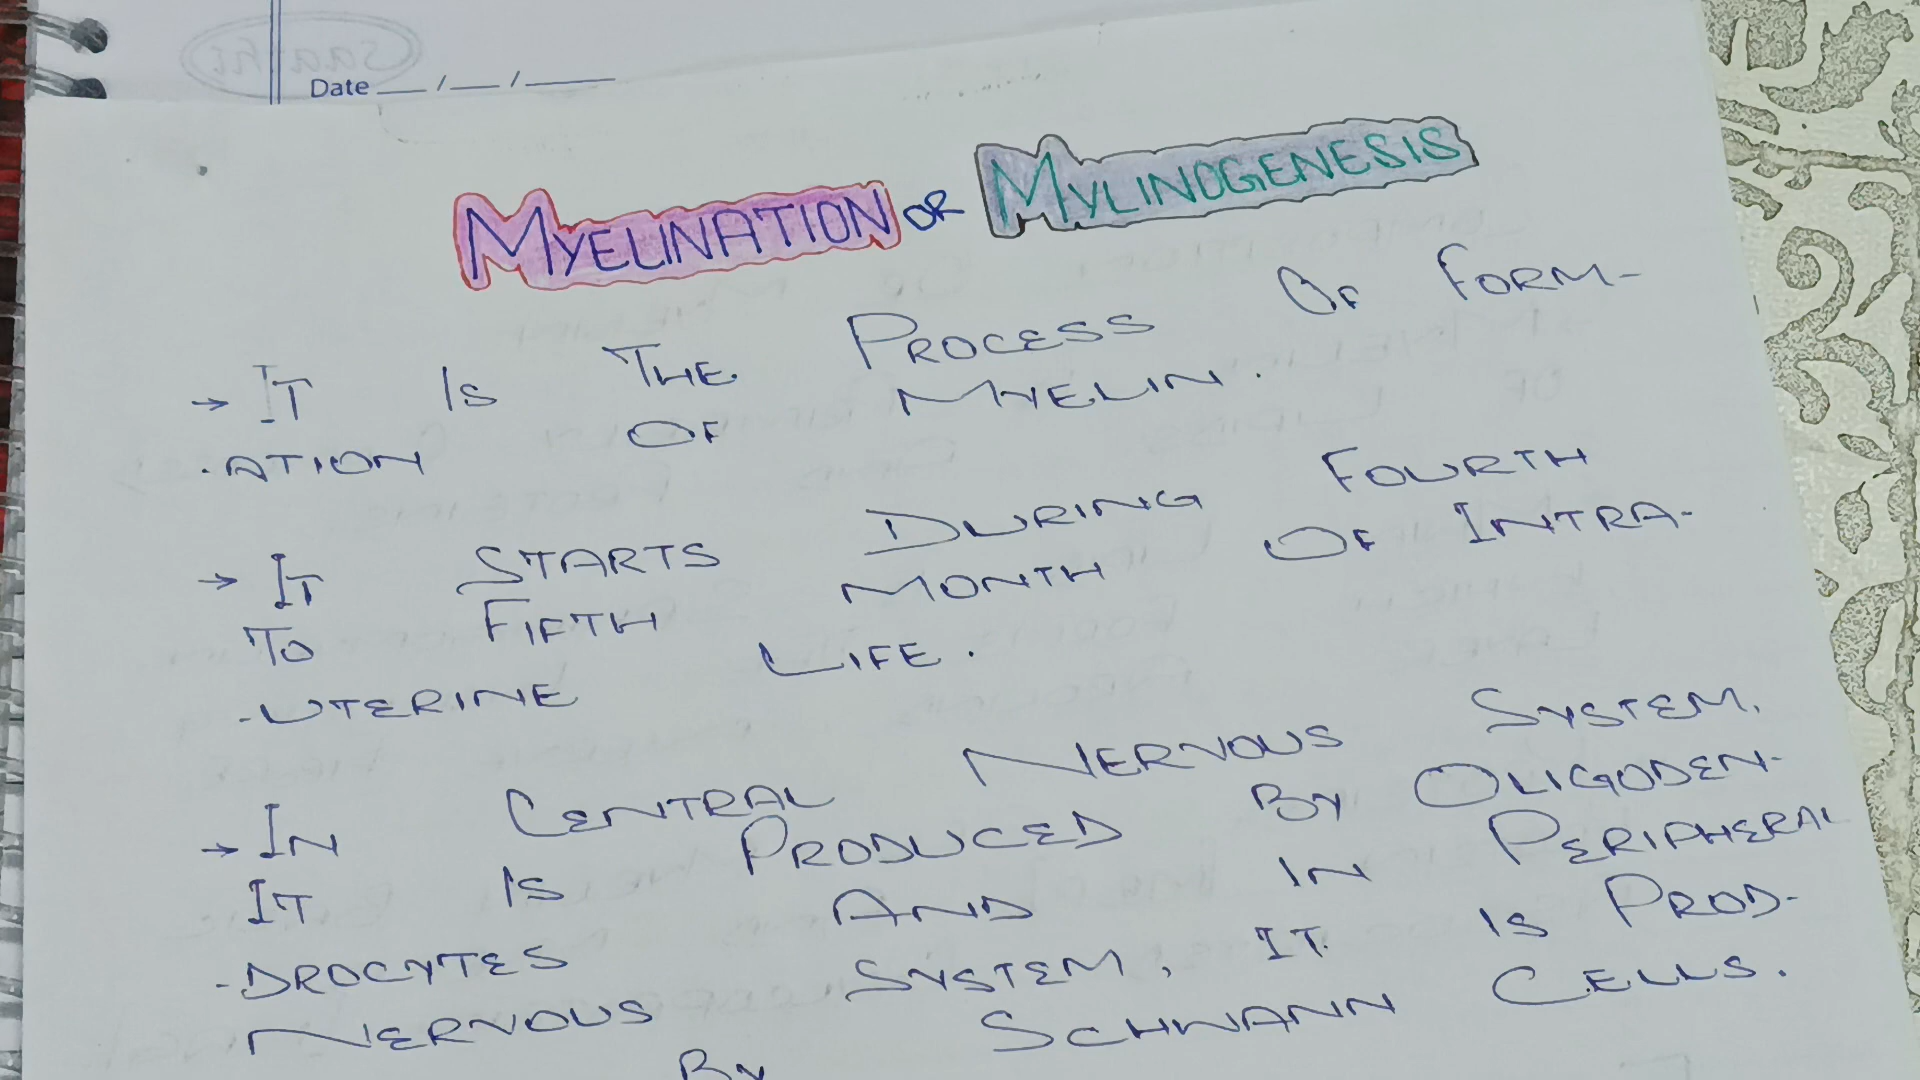 Date __/__/____
MYELINATION OR MYLINOGENESIS
→ IT IS THE PROCESS OF FORM-
-ATION OF MYELIN.
→ IT STARTS DURING FOURTH
TO FIFTH MONTH OF INTRA-
-UTERINE LIFE.
→ IN CENTRAL NERVOUS SYSTEM,
IT IS PRODUCED BY OLIGODEN-
-DROCYTES AND IN PERIPHERAL
NERVOUS SYSTEM, IT IS PROD-
BY SCHWANN CELLS.